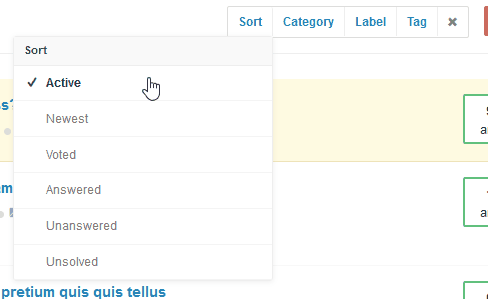 Sort Category Label Tag ✖
Sort
✔ Active
Newest
Voted
Answered
Unanswered
Unsolved
pretium quis quis tellus